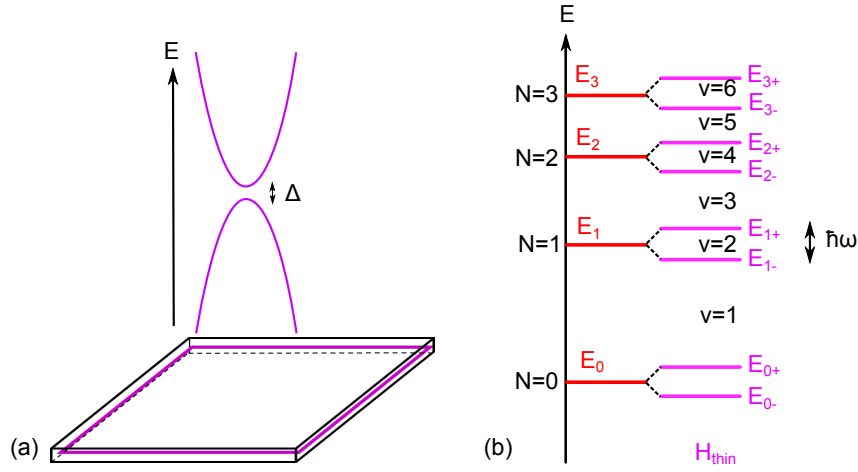 E
Δ
(a)
E
E₃
N=3
E₃₊
ν=6
E₃₋
ν=5
E₂
N=2
E₂₊
ν=4
E₂₋
ν=3
E₁
N=1
E₁₊
ν=2
E₁₋
ħω
ν=1
E₀
N=0
E₀₊
E₀₋
(b)
H_thin